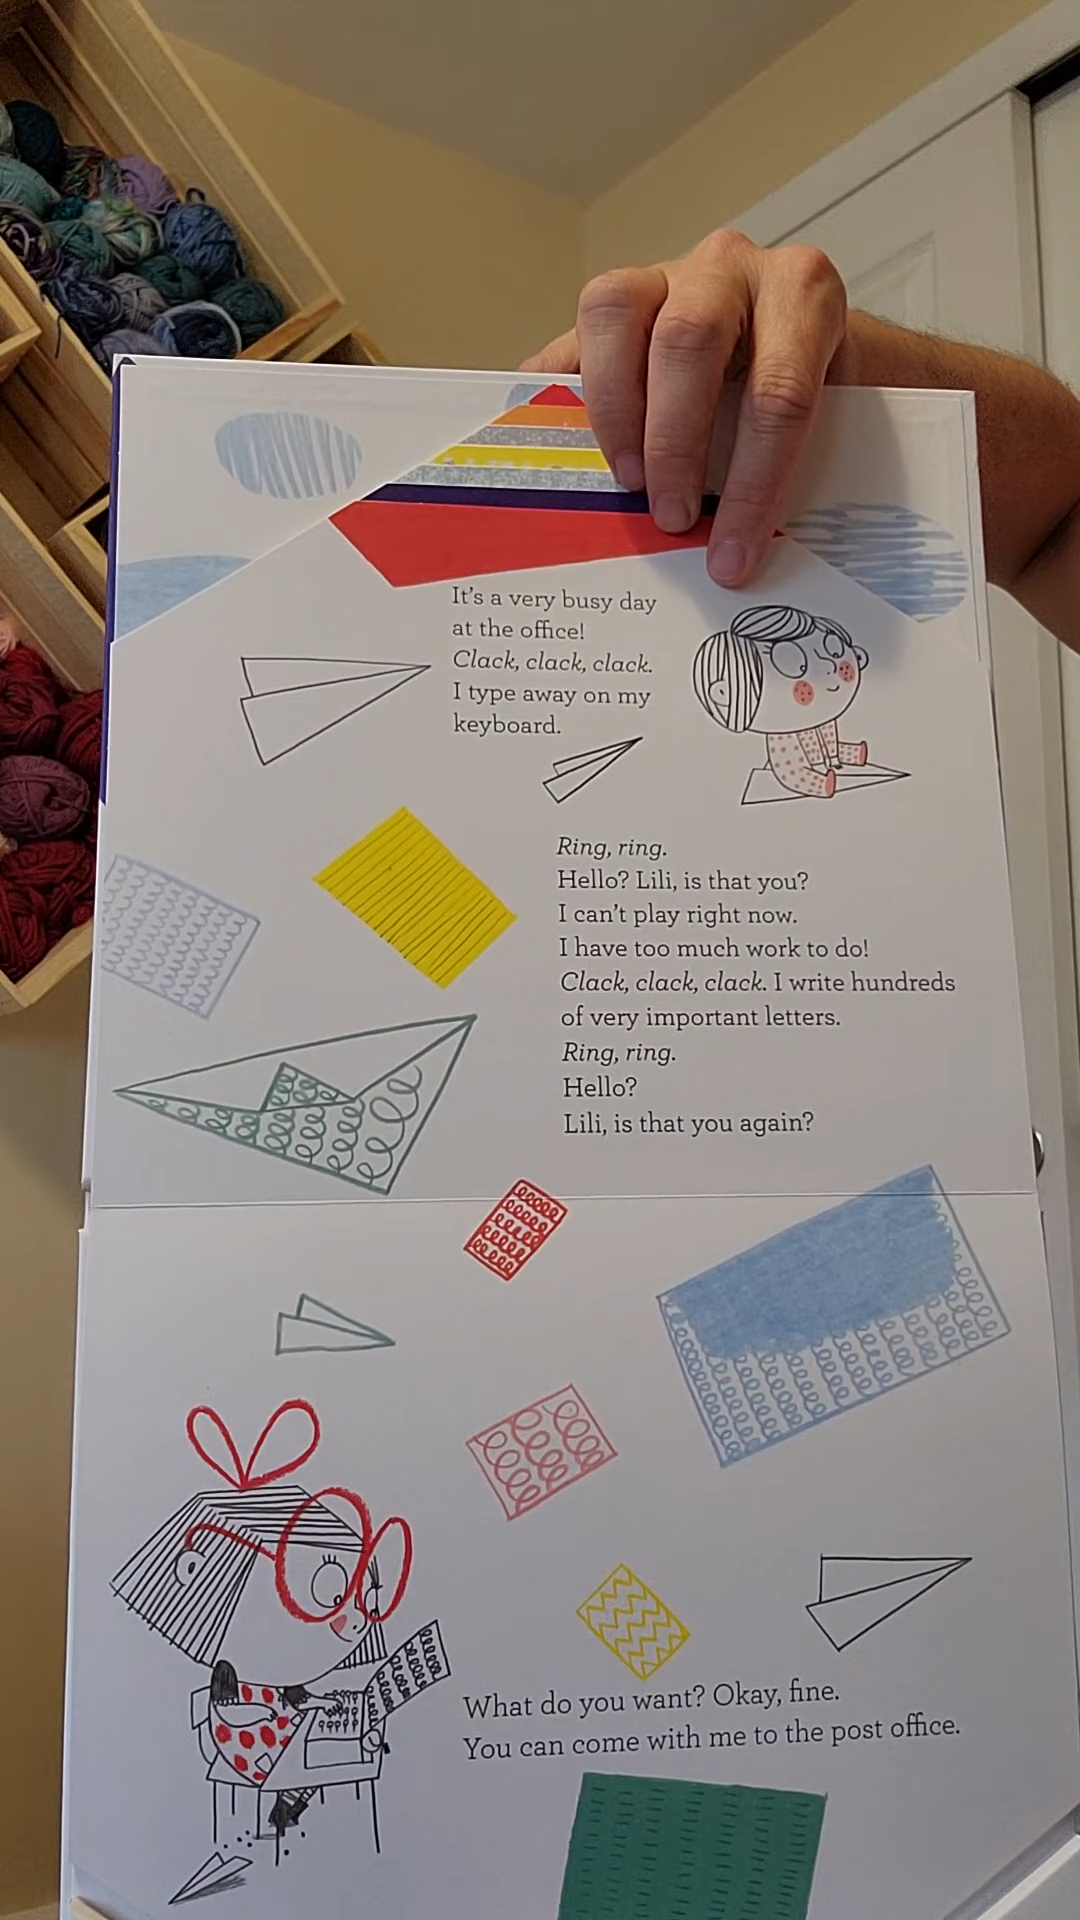 It's a very busy day
at the office!
Clack, clack, clack.
I type away on my
keyboard.
Ring, ring.
Hello? Lili, is that you?
I can't play right now.
I have too much work to do!
Clack, clack, clack. I write hundreds
of very important letters.
Ring, ring.
Hello?
Lili, is that you again?
What do you want? Okay, fine.
You can come with me to the post office.